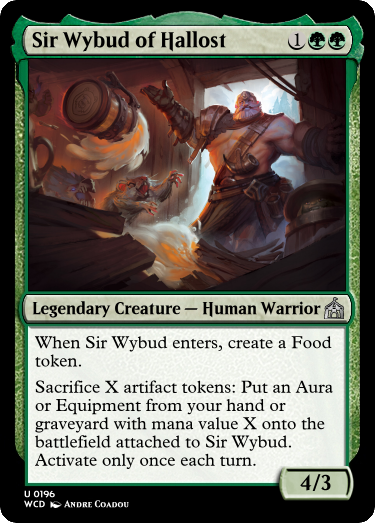 Sir Wybud of Hallost 1
Legendary Creature — Human Warrior
When Sir Wybud enters, create a Food
token.
Sacrifice X artifact tokens: Put an Aura
or Equipment from your hand or
graveyard with mana value X onto the
battlefield attached to Sir Wybud.
Activate only once each turn.
4/3
U 0196
WCD Andre Coadou